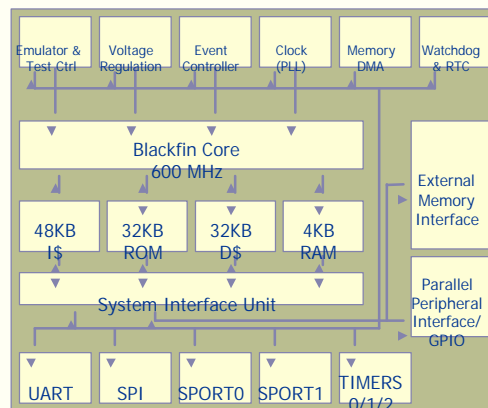 Emulator &
Test Ctrl
Voltage
Regulation
Event
Controller
Clock
(PLL)
Memory
DMA
Watchdog
& RTC
Blackfin Core
600 MHz
External
Memory
Interface
48KB
I$
32KB
ROM
32KB
D$
4KB
RAM
System Interface Unit
Parallel
Peripheral
Interface/
GPIO
UART
SPI
SPORT0
SPORT1
TIMERS
0/1/2